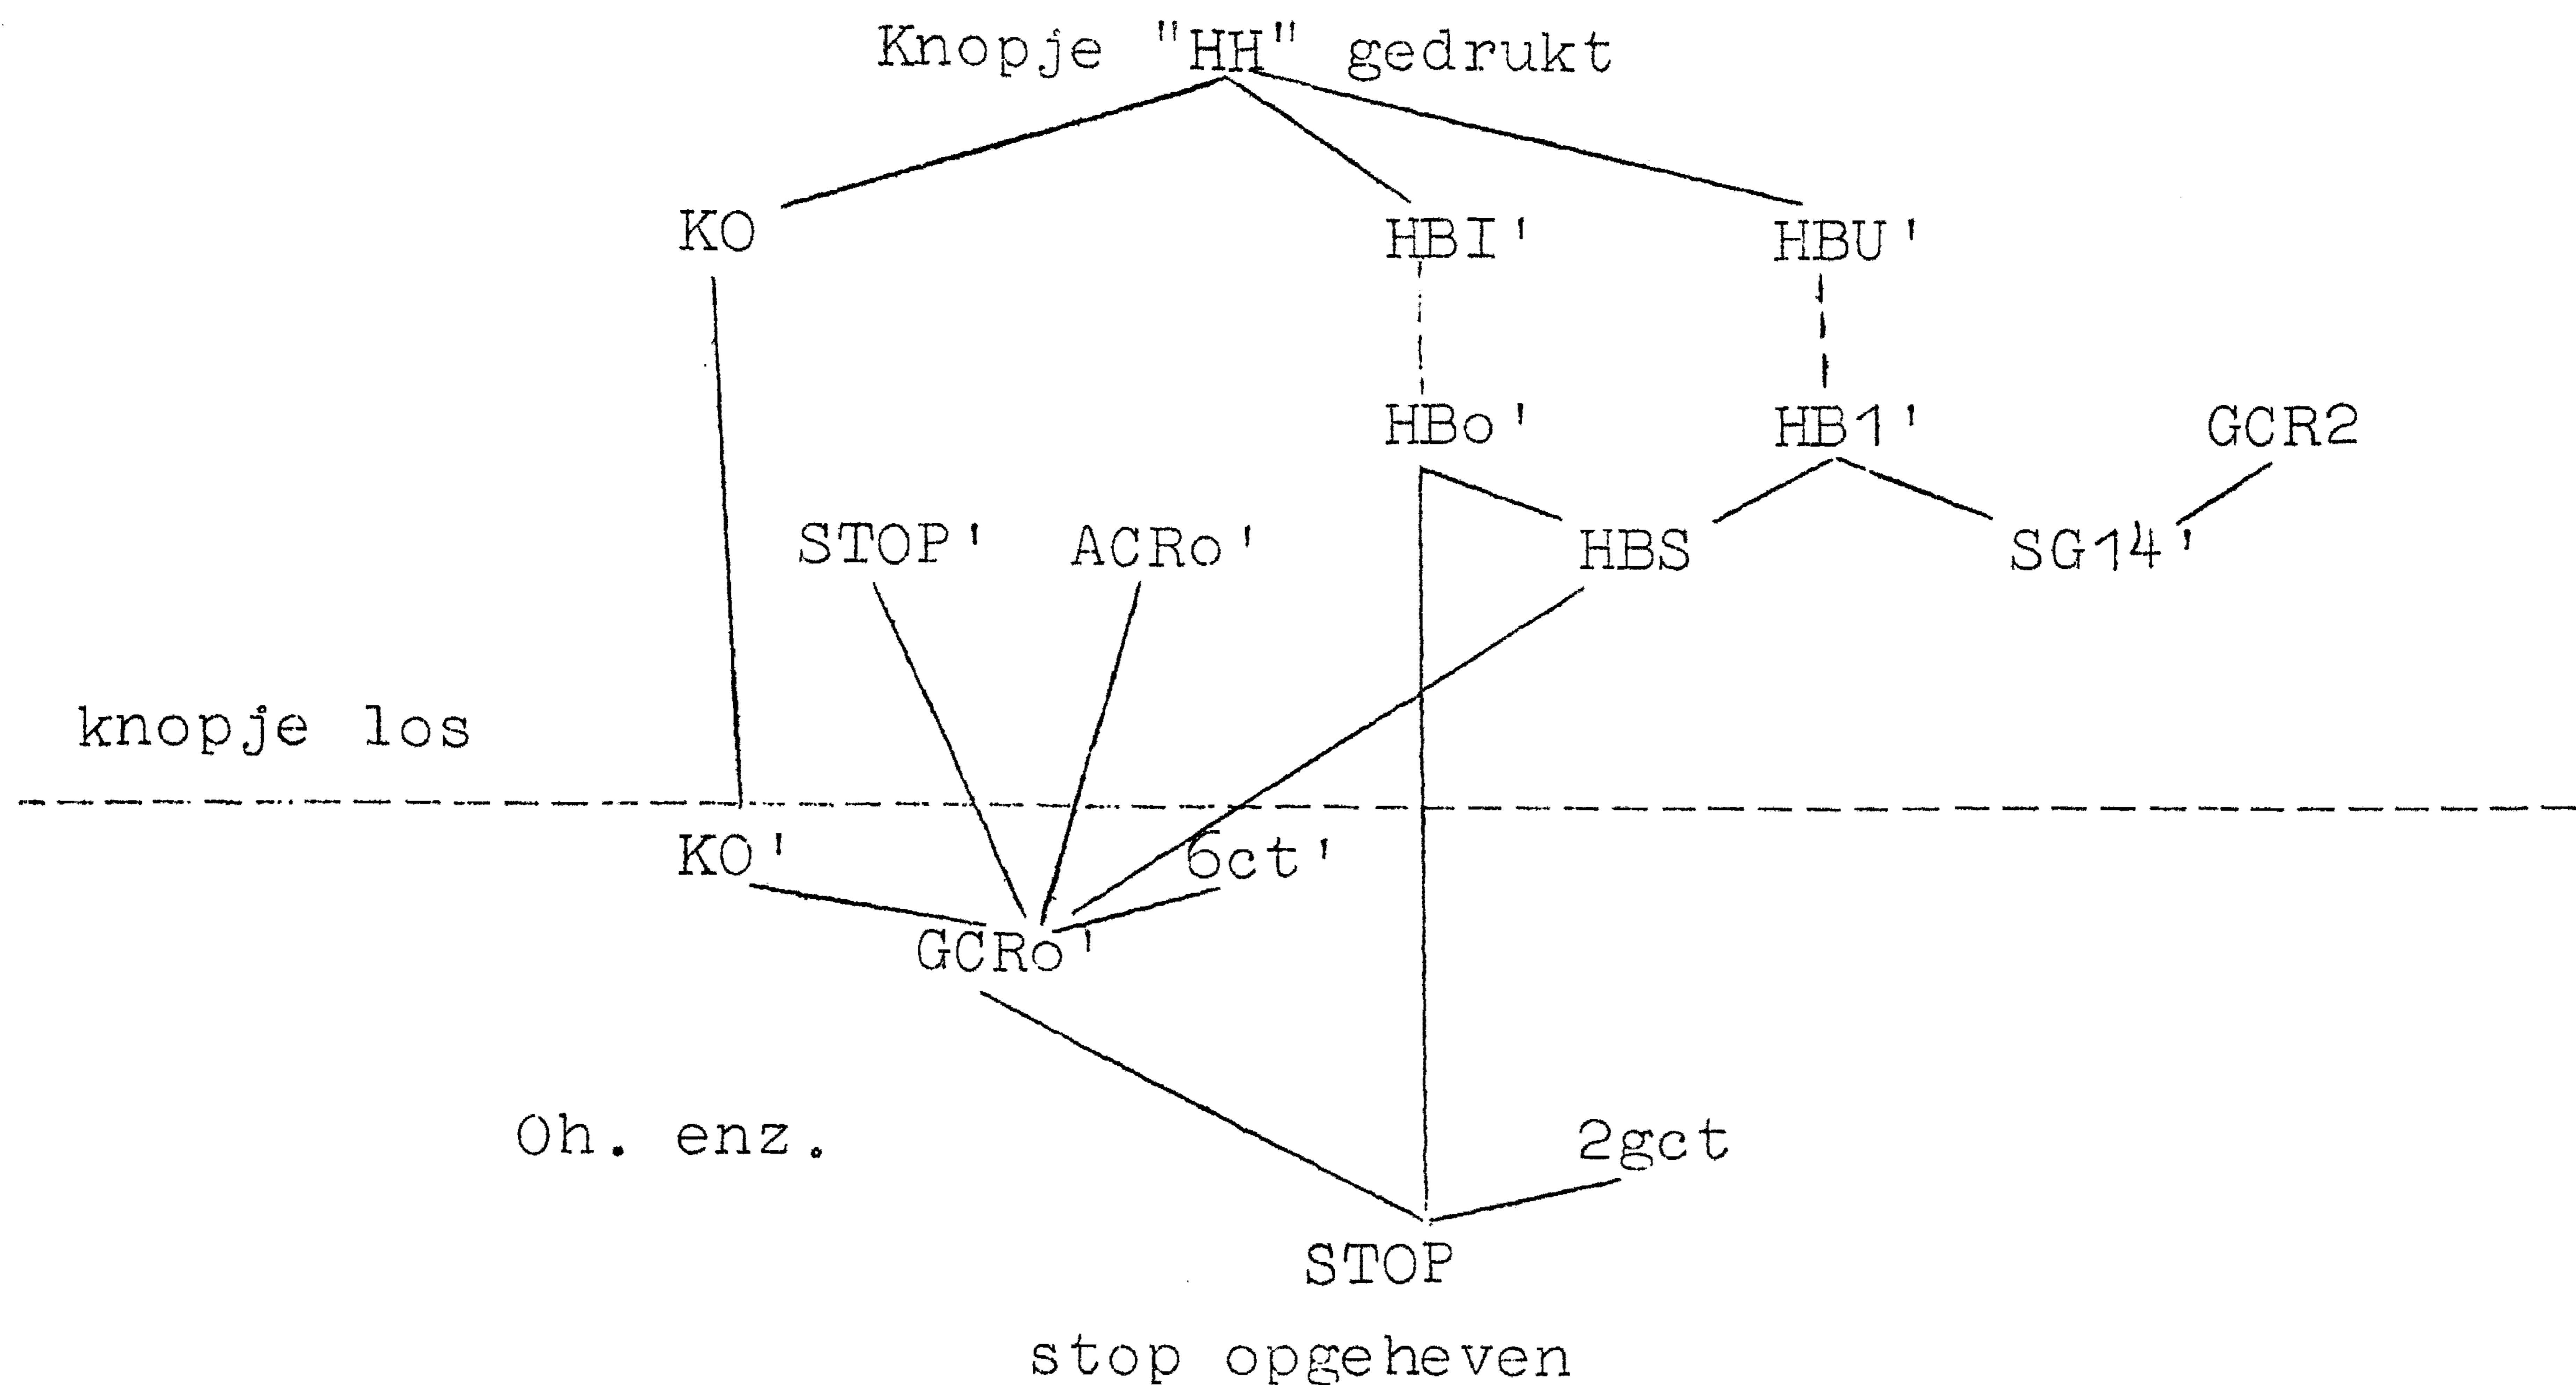 Knopje "HH" gedrukt
KO HBI' HBU'
HBo' HB1' GCR2
STOP' ACRo' HBS SG14'
knopje los
KO' 6ct'
GCRo'
Oh. enz. 2gct
STOP
stop opgeheven